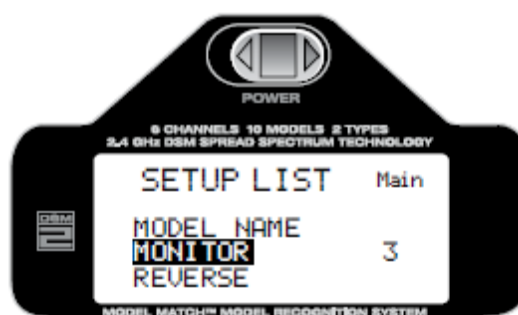 POWER
6 CHANNELS 10 MODELS 2 TYPES
2.4 GHz DSM SPREAD SPECTRUM TECHNOLOGY
SETUP LIST Main
DSM
2
MODEL NAME
MONITOR 3
REVERSE
MODEL MATCH™ MODEL RECOGNITION SYSTEM